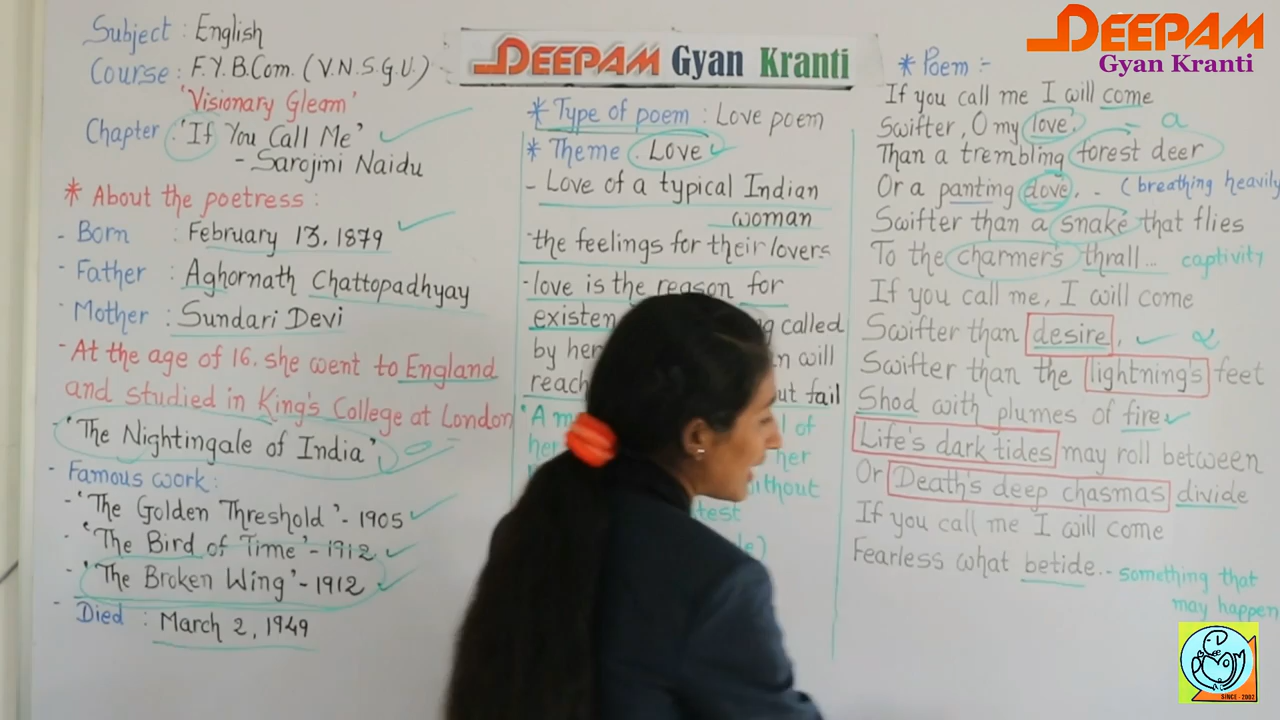 Subject : English
Course : F.Y.B.Com. (V.N.S.G.U.)
'Visionary Gleam'
Chapter : 'If You Call Me'
- Sarojini Naidu
* About the poetress :
- Born : February 13, 1879
- Father : Aghornath Chattopadhyay
- Mother : Sundari Devi
- At the age of 16, she went to England
and studied in King's College at London
- 'The Nightingale of India'
- Famous work :
- 'The Golden Threshold' - 1905
- 'The Bird of Time' - 1912
- 'The Broken Wing' - 1912
- Died : March 2, 1949
DEEPAM Gyan Kranti
* Type of poem : Love poem
* Theme : Love
- Love of a typical Indian
woman
- the feelings for their lovers
- love is the reason for
called
by her will
reach fail
of
her her
ithout
test
* Poem :-
If you call me I will come
Swifter, O my love, - a
Than a trembling forest deer
Or a panting dove. - (breathing heavily
Swifter than a snake that flies
To the charmer's thrall... captivity
If you call me, I will come
Swifter than desire,
Swifter than the lightning's feet
Shod with plumes of fire
Life's dark tides may roll between
Or Death's deep chasmas divide
If you call me I will come
Fearless what betide.. - something that
may happen
DEEPAM
Gyan Kranti
SINCE - 2002